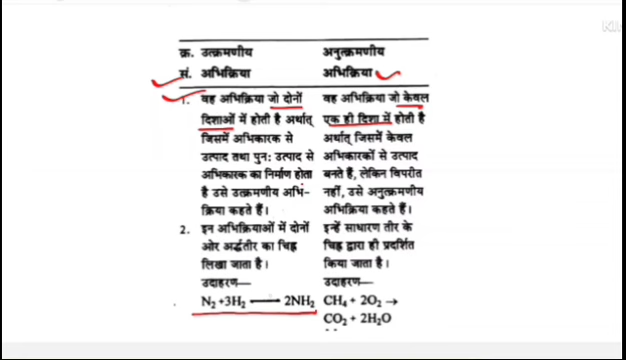 क्र. उत्क्रमणीय अनुत्क्रमणीय
सं. अभिक्रिया अभिक्रिया
1. वह अभिक्रिया जो दोनों
दिशाओं में होती है अर्थात्
जिसमें अभिकारक से
उत्पाद तथा पुन: उत्पाद से
अभिकारक का निर्माण होता
है उसे उत्क्रमणीय अभि-
क्रिया कहते हैं।
वह अभिक्रिया जो केवल
एक ही दिशा में होती है
अर्थात् जिसमें केवल
अभिकारकों से उत्पाद
बनते हैं, लेकिन विपरीत
नहीं, उसे अनुत्क्रमणीय
अभिक्रिया कहते हैं।
2. इन अभिक्रियाओं में दोनों
ओर अर्द्धतीर का चिह्न
लिखा जाता है।
उदाहरण—
N₂ +3H₂ —— 2NH₂
इन्हें साधारण तीर के
चिह्न द्वारा ही प्रदर्शित
किया जाता है।
उदाहरण—
CH₄ + 2O₂ →
CO₂ + 2H₂O